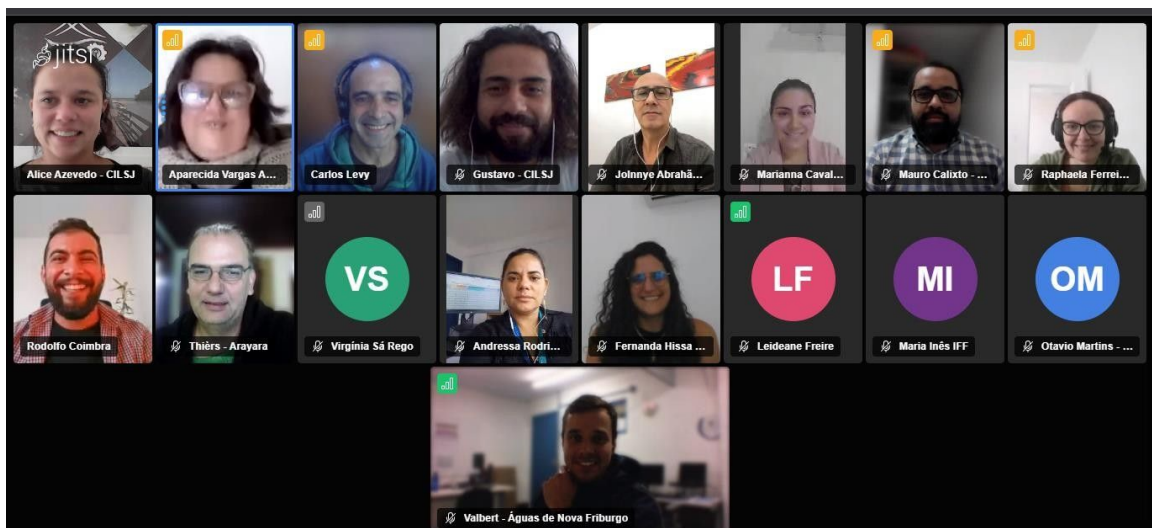 jitsi
Alice Azevedo - CILSJ
Aparecida Vargas A...
Carlos Levy
Gustavo - CILSJ
Johnnye Abrahã...
Marianna Caval...
Mauro Calixto - ...
Raphaela Ferrei...
Rodolfo Coimbra
Thièrs - Arayara
VS
Virgínia Sá Rego
Andressa Rodri...
Fernanda Hissa ...
LF
Leideane Freire
MI
Maria Inês IFF
OM
Otavio Martins - ...
Valbert - Águas de Nova Friburgo